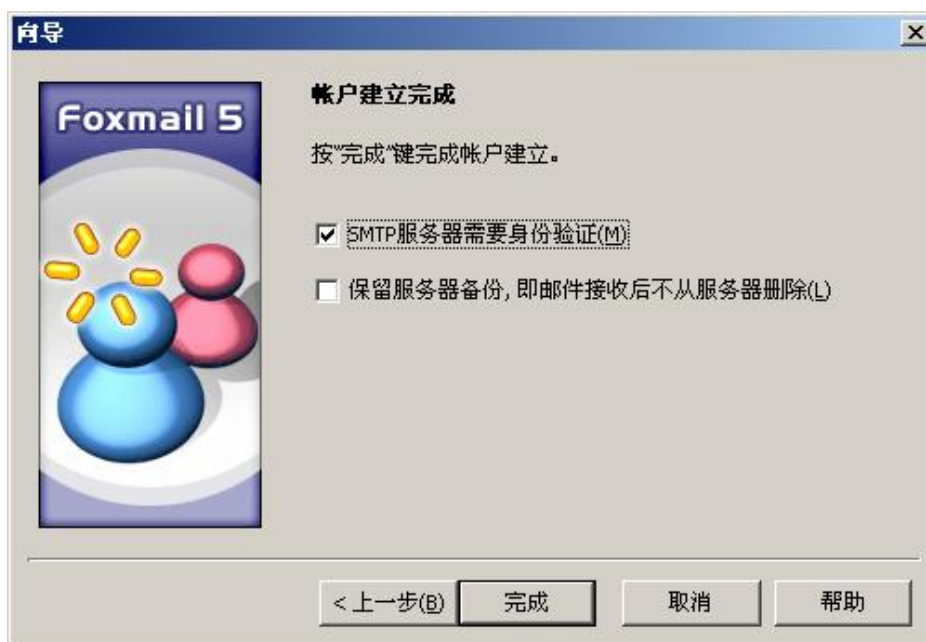 向导
Foxmail 5
帐户建立完成
按"完成"键完成帐户建立。
SMTP服务器需要身份验证(M)
保留服务器备份, 即邮件接收后不从服务器删除(L)
< 上一步(B) 完成 取消 帮助